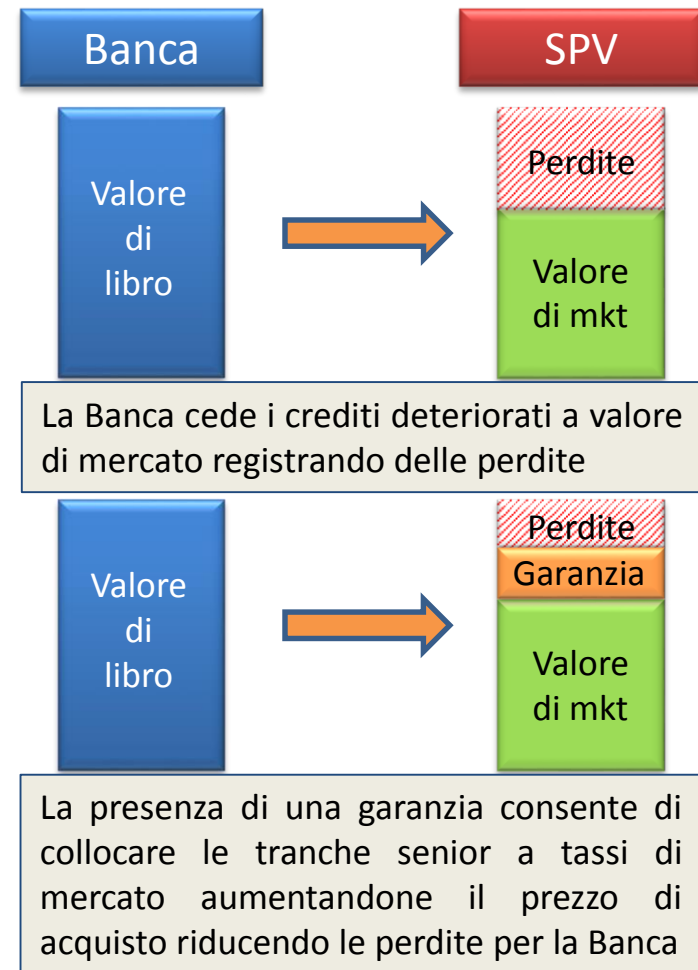 Banca
SPV
Valore
di
libro
Perdite
Valore
di mkt
La Banca cede i crediti deteriorati a valore
di mercato registrando delle perdite
Valore
di
libro
Perdite
Garanzia
Valore
di mkt
La presenza di una garanzia consente di
collocare le tranche senior a tassi di
mercato aumentandone il prezzo di
acquisto riducendo le perdite per la Banca